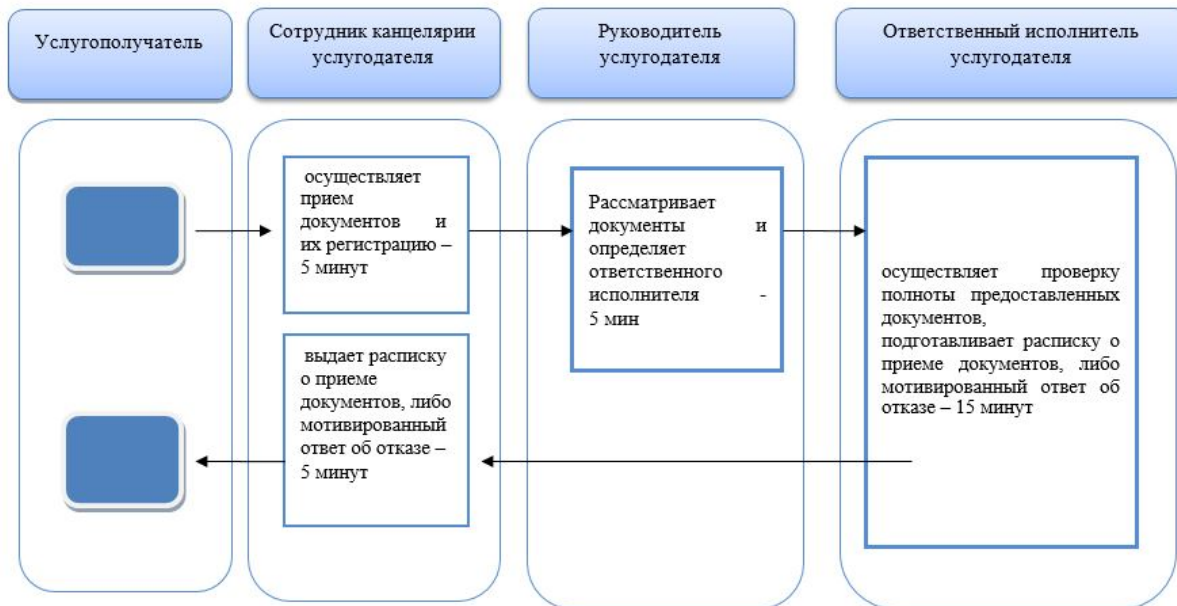 Услугополучатель
Сотрудник канцелярии
услугодателя
Руководитель
услугодателя
Ответственный исполнитель
услугодателя
осуществляет
прием
документов и
их регистрацию –
5 минут
Рассматривает
документы и
определяет
ответственного
исполнителя -
5 мин
осуществляет проверку
полноты предоставленных
документов,
подготавливает расписку о
приеме документов, либо
мотивированный ответ об
отказе – 15 минут
выдает расписку
о приеме
документов, либо
мотивированный
ответ об отказе –
5 минут